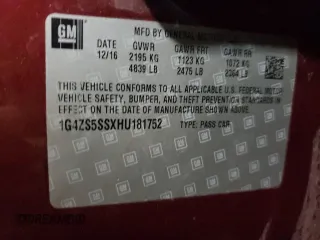 GM
MFD BY GENERAL MOTORS
DATE GVWR GAWR FRT GAWR RR
12/16 2195 KG 1123 KG 1072 KG
4839 LB 2475 LB 2364 LB
THIS VEHICLE CONFORMS TO ALL APPLICABLE U.S. FEDERAL MOTOR
VEHICLE SAFETY, BUMPER, AND THEFT PREVENTION STANDARDS IN
EFFECT ON THE DATE OF MANUFACTURE SHOWN ABOVE.
1G4ZS5SSXHU181752 TYPE: PASS CAR